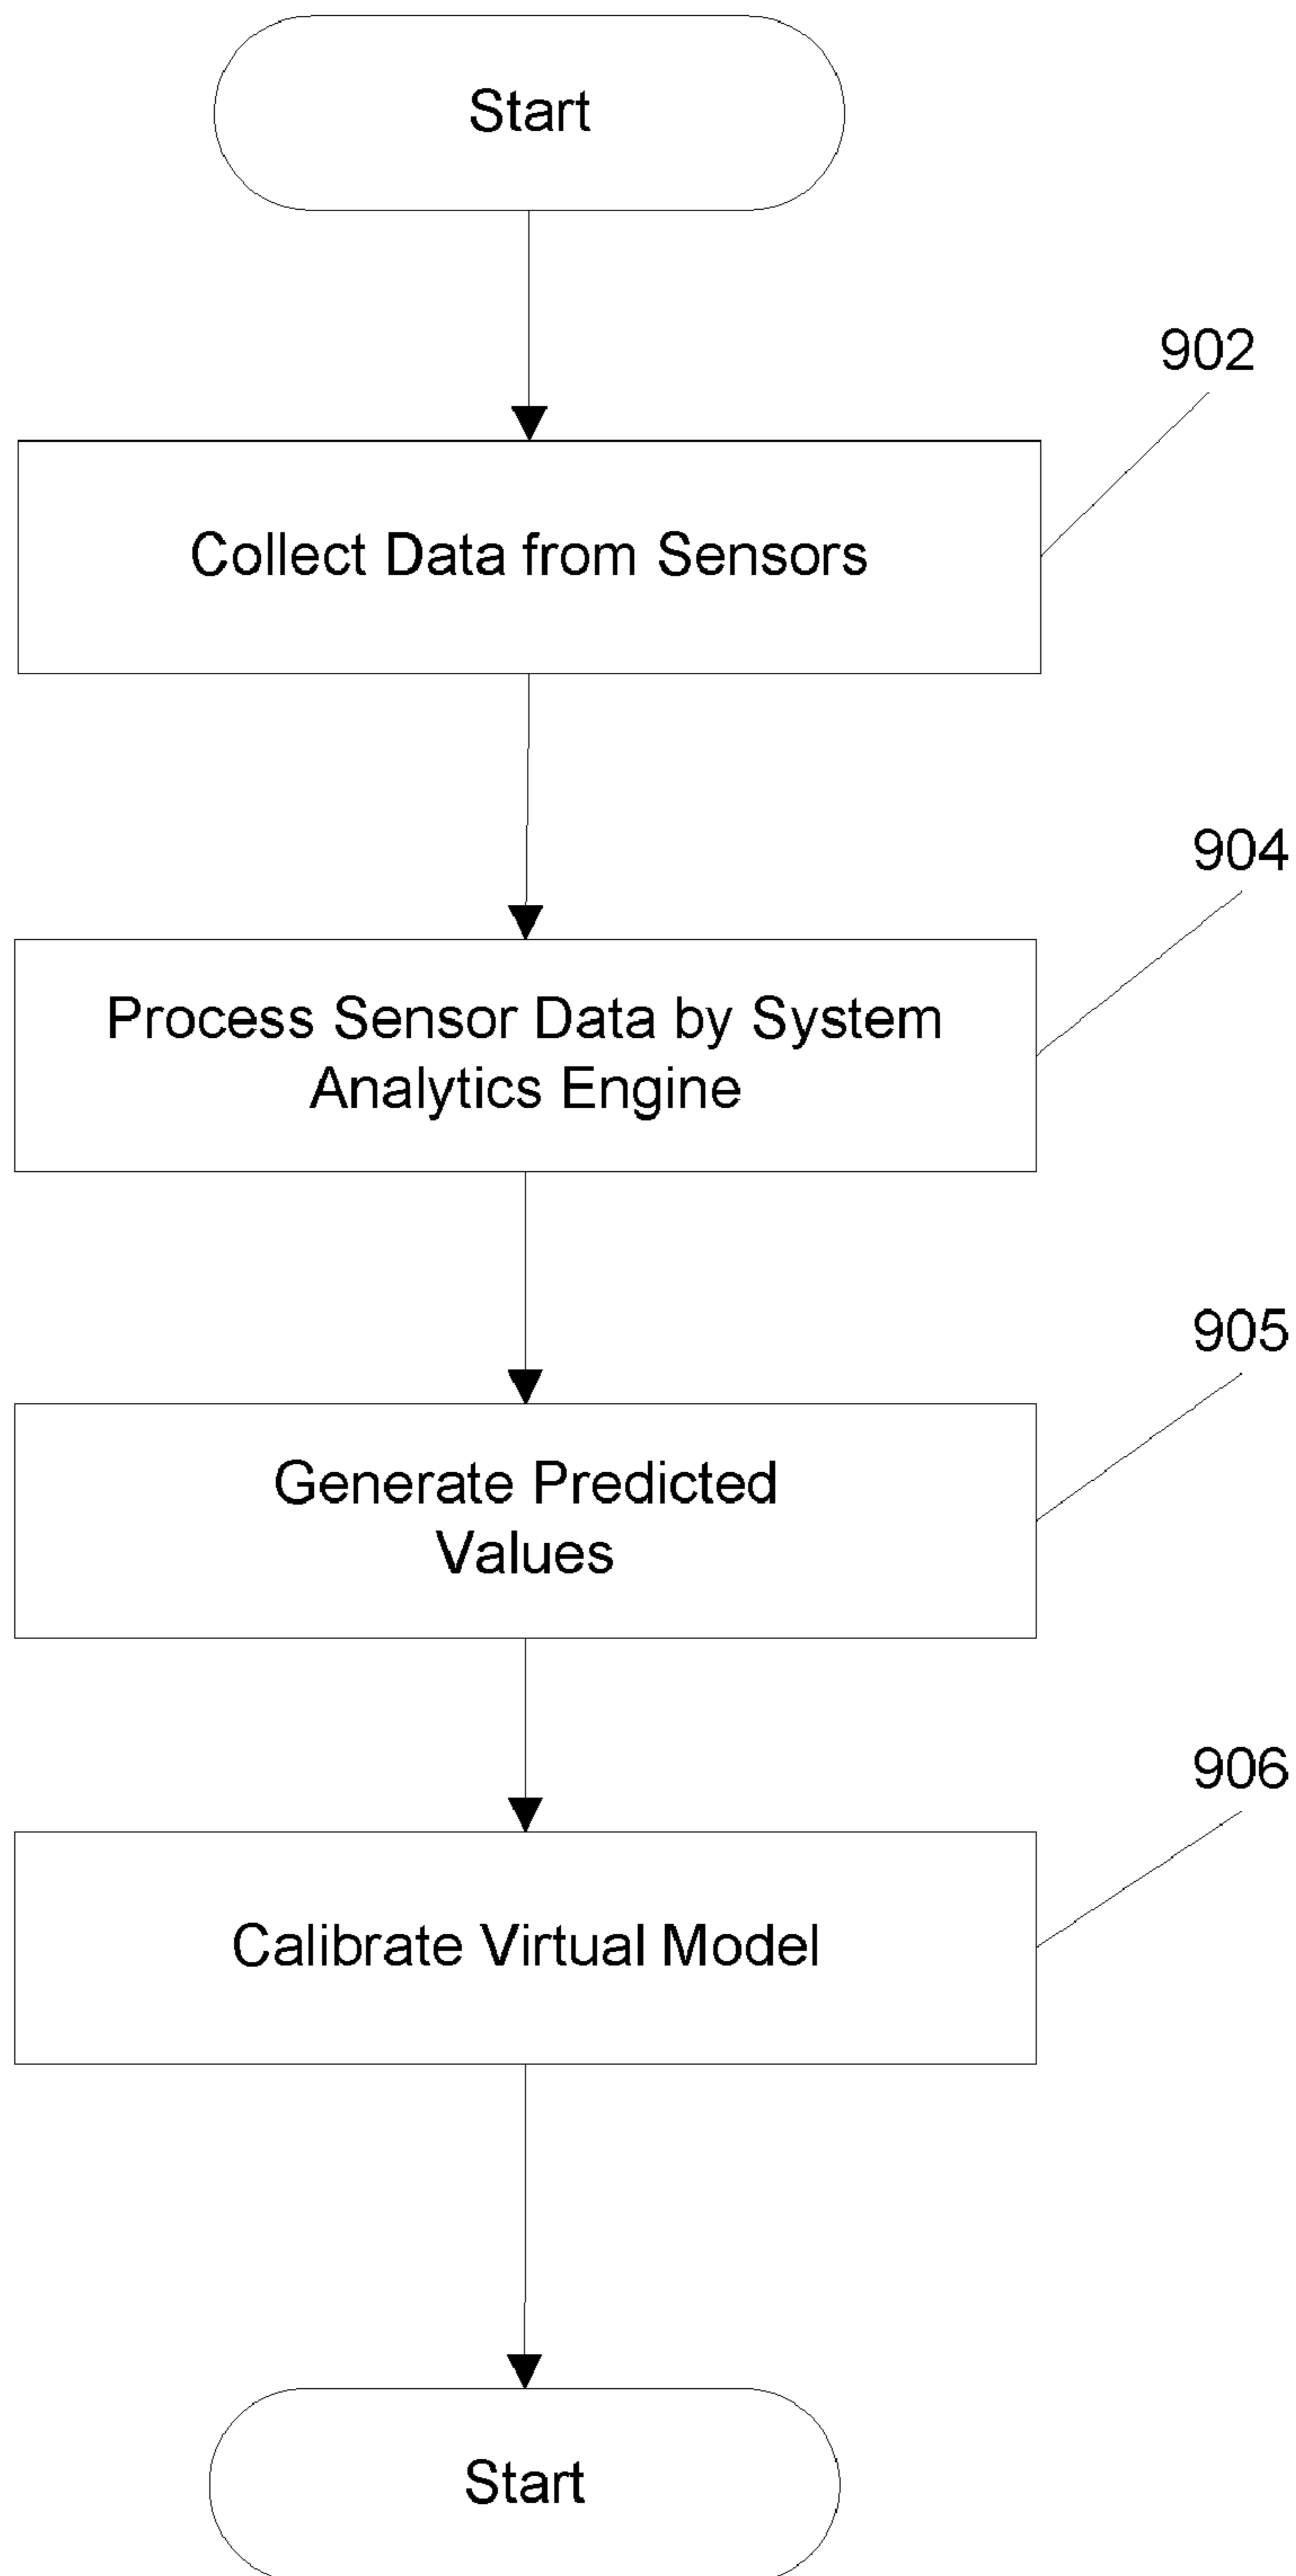 Start
902
Collect Data from Sensors
904
Process Sensor Data by System
Analytics Engine
905
Generate Predicted
Values
906
Calibrate Virtual Model
Start